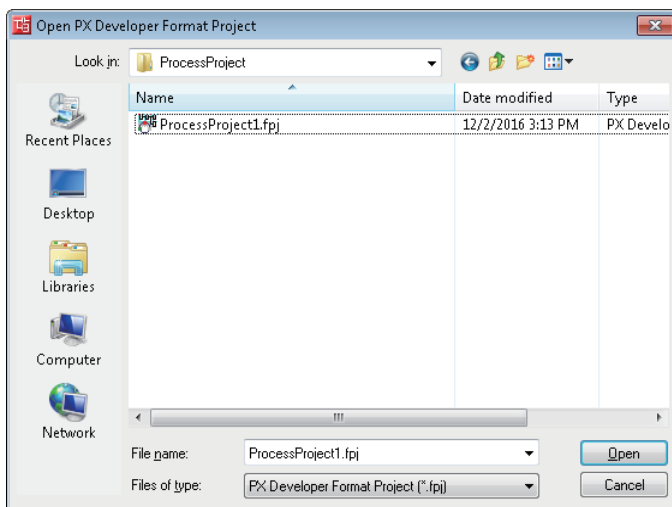 Open PX Developer Format Project
Look in: ProcessProject
Name Date modified Type
ProcessProject1.fpj 12/2/2016 3:13 PM PX Develo
Recent Places
Desktop
Libraries
Computer
Network
File name: ProcessProject1.fpj Open
Files of type: PX Developer Format Project (*.fpj) Cancel